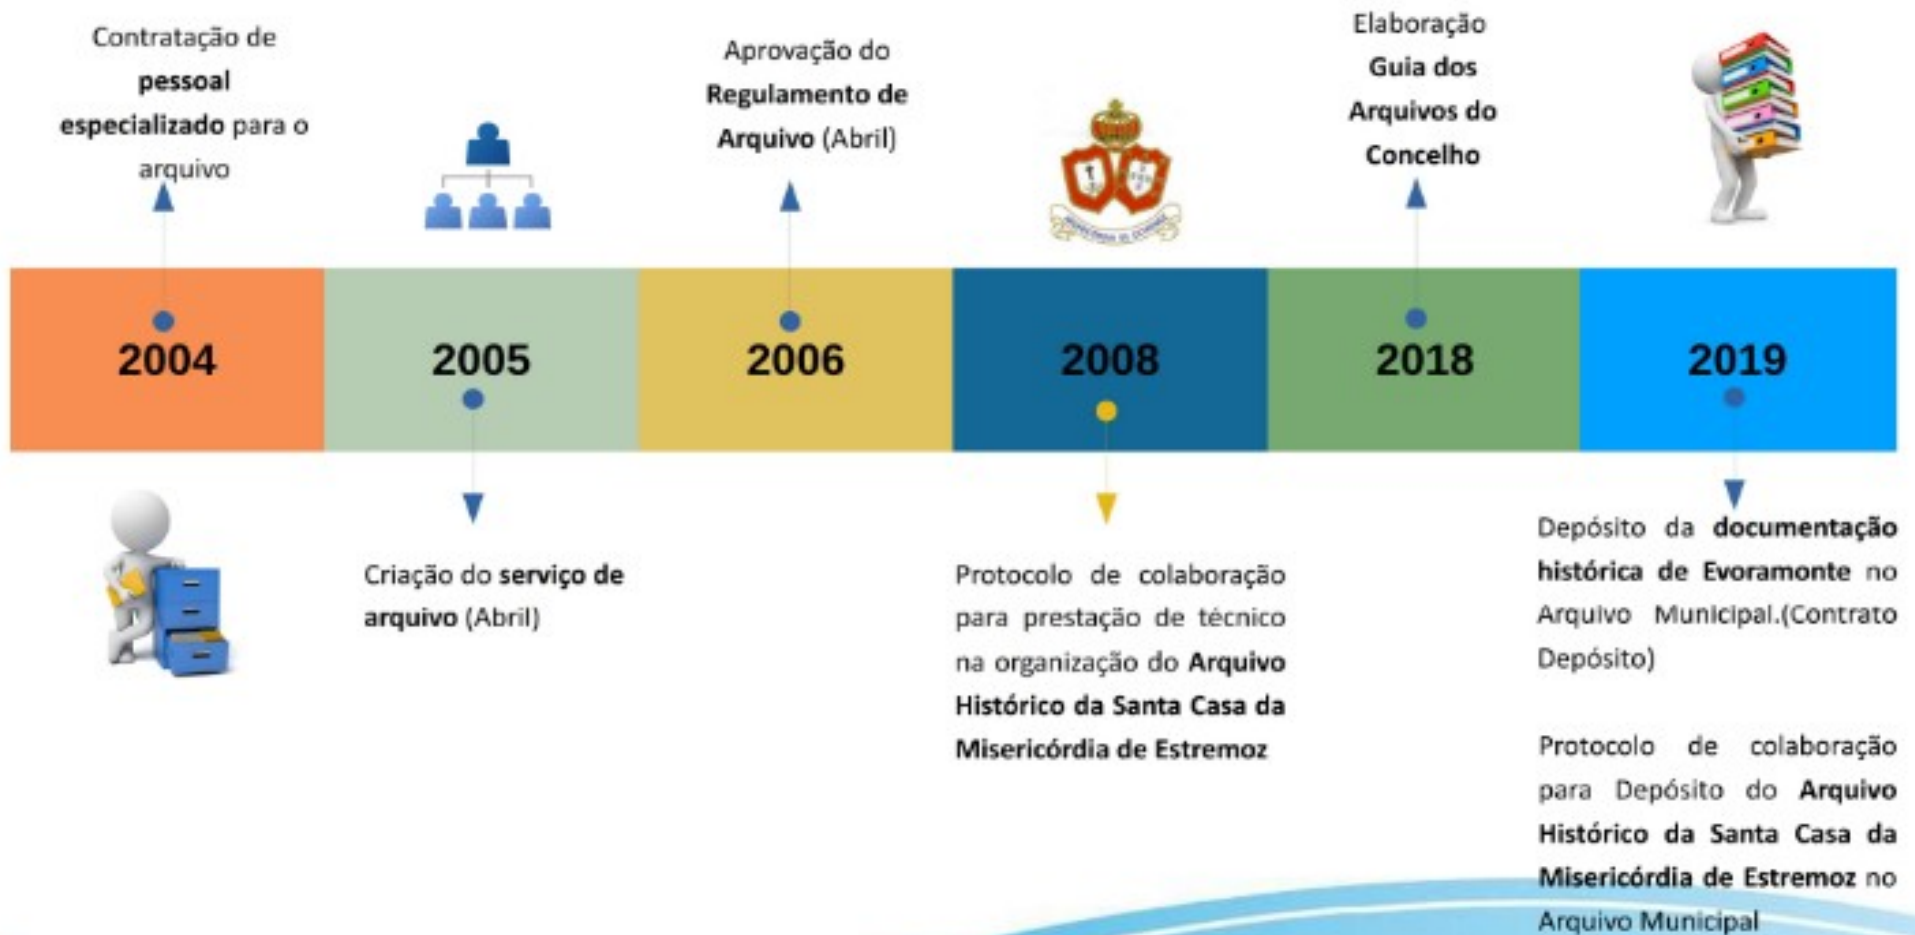 Contratação de
pessoal
especializado para o
arquivo
Aprovação do
Regulamento de
Arquivo (Abril)
Elaboração
Guia dos
Arquivos do
Concelho
2004
2005
2006
2008
2018
2019
Criação do serviço de
arquivo (Abril)
Protocolo de colaboração
para prestação de técnico
na organização do Arquivo
Histórico da Santa Casa da
Misericórdia de Estremoz
Depósito da documentação
histórica de Evoramonte no
Arquivo Municipal.(Contrato
Depósito)
Protocolo de colaboração
para Depósito do Arquivo
Histórico da Santa Casa da
Misericórdia de Estremoz no
Arquivo Municipal